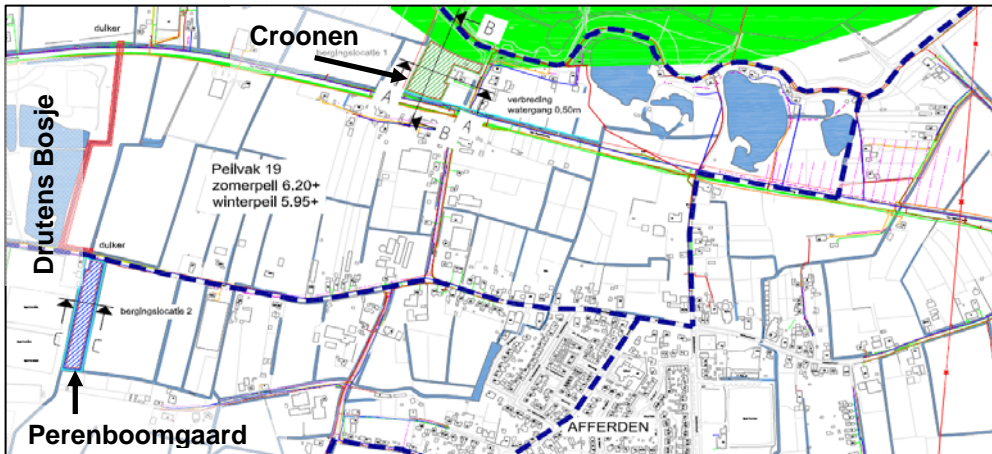 dulker
Croonen
bergingslocatie 1
B
A
verbreding
watergang 0,50m
A
B
Drutens Bosje
Peilvak 19
zomerpeil 6.20+
winterpeil 5.95+
dulker
bergingslocatie 2
Perenboomgaard
AFFERDEN